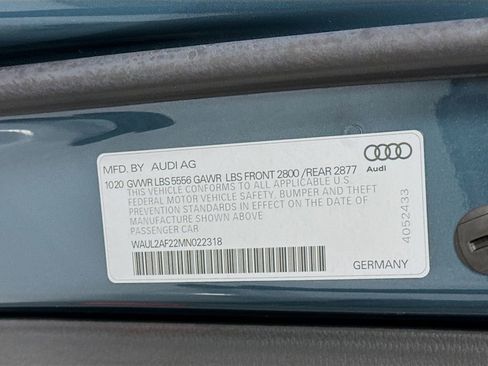 MFD. BY AUDI AG
Audi
1020 GVWR LBS 5556 GAWR LBS FRONT 2800 /REAR 2877
THIS VEHICLE CONFORMS TO ALL APPLICABLE U.S.
FEDERAL MOTOR VEHICLE SAFETY, BUMPER AND THEFT
PREVENTION STANDARDS IN EFFECT ON THE DATE OF
MANUFACTURE SHOWN ABOVE
PASSENGER CAR
WAUL2AF22MN022318
GERMANY
4052433